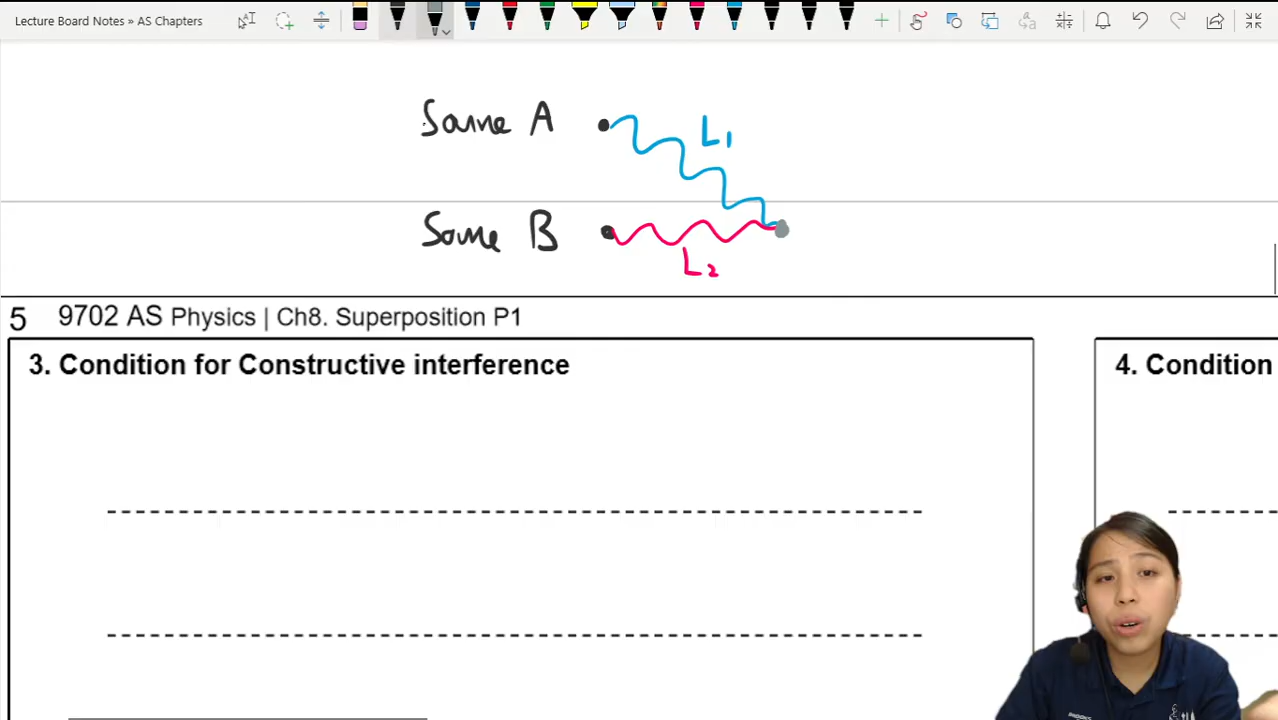 Lecture Board Notes » AS Chapters
Some A
L1
Some B
L2
5 9702 AS Physics | Ch8. Superposition P1
3. Condition for Constructive interference
4. Condition